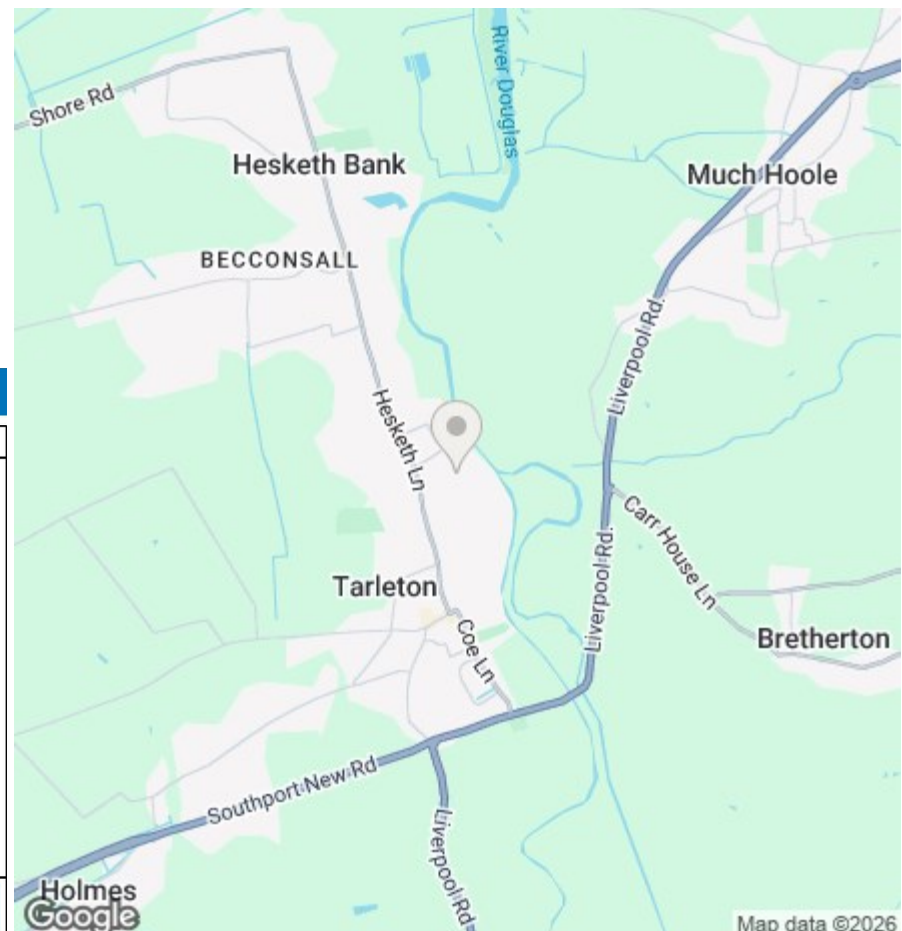 River Douglas
Shore Rd
Hesketh Bank
Much Hoole
BECCONSALL
Liverpool Rd.
Hesketh Ln
Carr House Ln
Liverpool Rd.
Tarleton
Coe Ln
Bretherton
Southport New Rd
Liverpool Rd
Holmes
Google
Map data ©2026